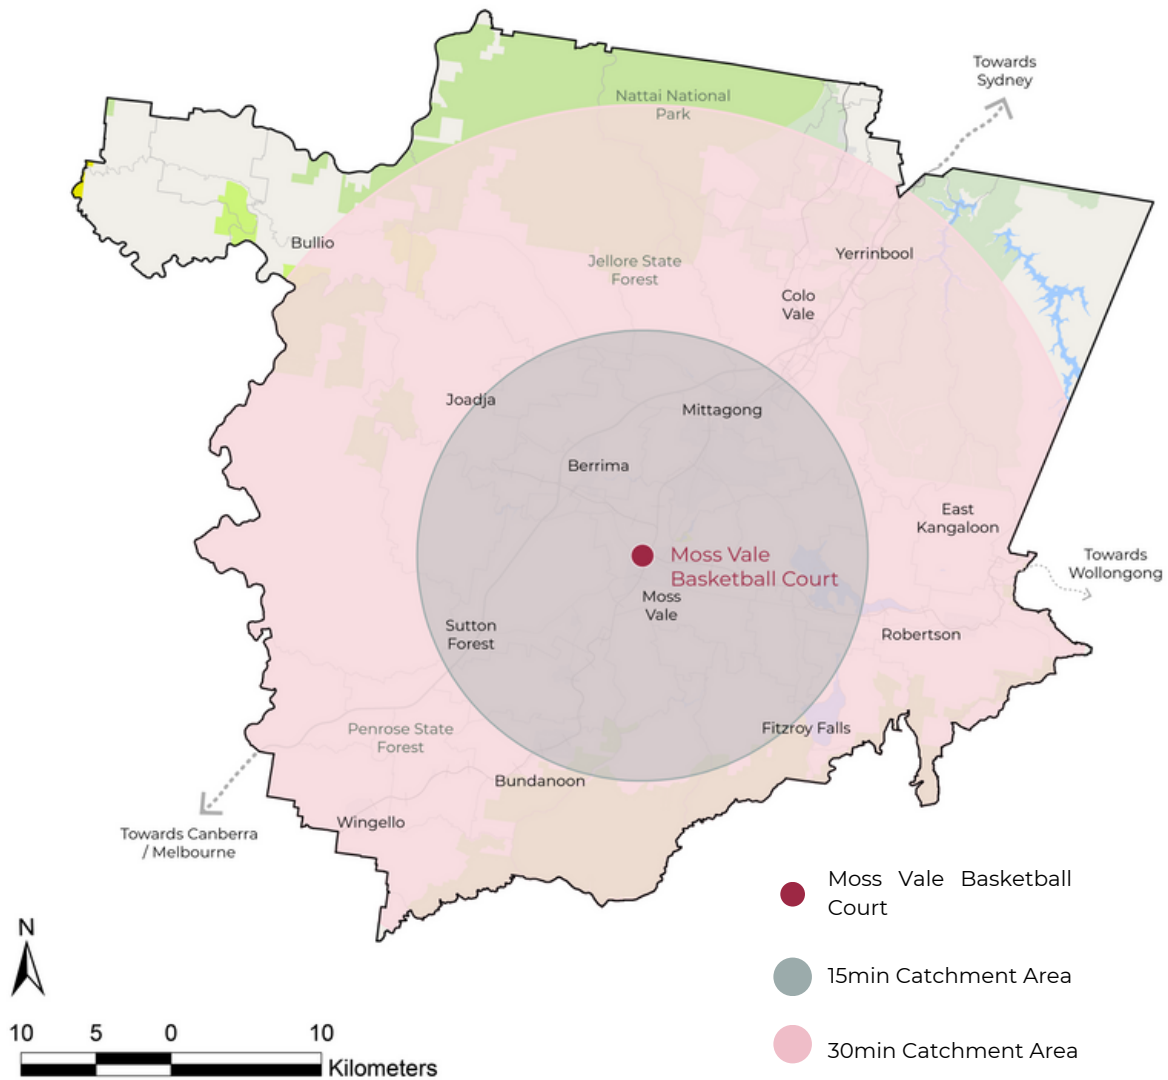 Towards
Sydney
Nattai National
Park
Bullio
Jellore State
Forest
Yerrinbool
Colo
Vale
Joadja
Mittagong
Berrima
East
Kangaloon
Moss Vale
Basketball Court
Towards
Wollongong
Moss
Vale
Sutton
Forest
Robertson
Penrose State
Forest
Fitzroy Falls
Bundanoon
Wingello
Towards Canberra
/ Melbourne
Moss Vale Basketball
Court
15min Catchment Area
30min Catchment Area
N
10 5 0 10
Kilometers